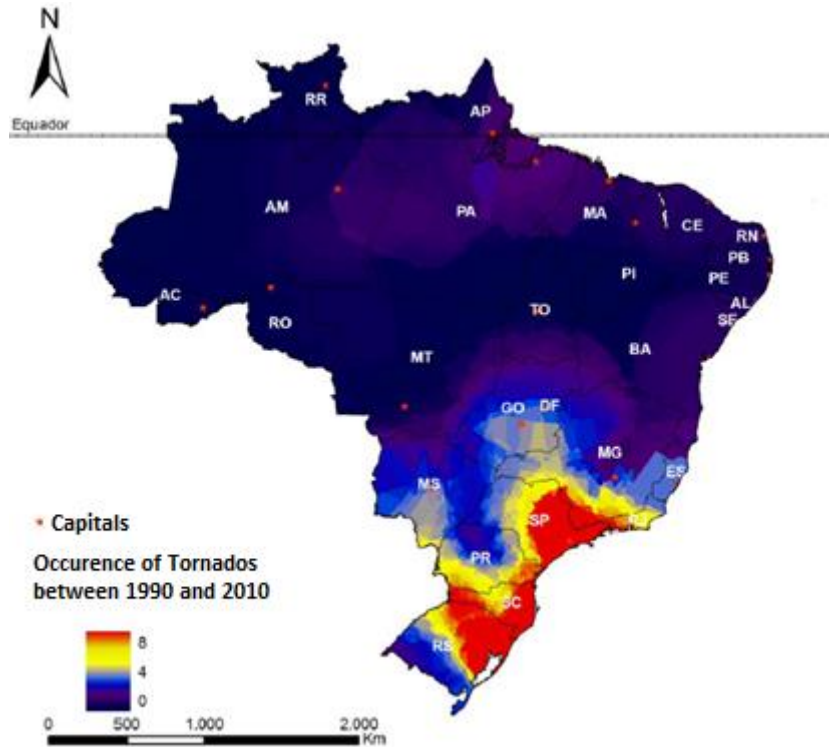 N
RR
AP
Equador
AM
PA
MA
CE
RN
PB
PI
PE
AC
AL
TO
SE
RO
BA
MT
GO
DF
MG
ES
MS
SP
PR
SC
RS
Capitals
Occurence of Tornados
between 1990 and 2010
8
4
0
0 500 1.000 2.000
Km